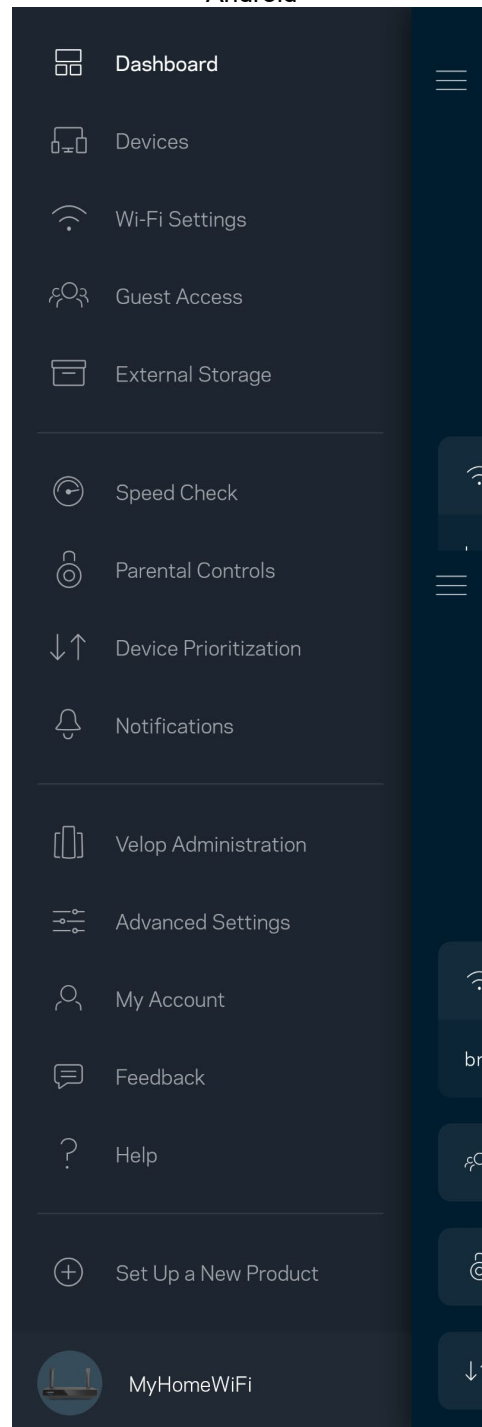 Dashboard
Devices
Wi-Fi Settings
Guest Access
External Storage
Speed Check
Parental Controls
Device Prioritization
Notifications
Velop Administration
Advanced Settings
My Account
Feedback
Help
Set Up a New Product
MyHomeWiFi
br